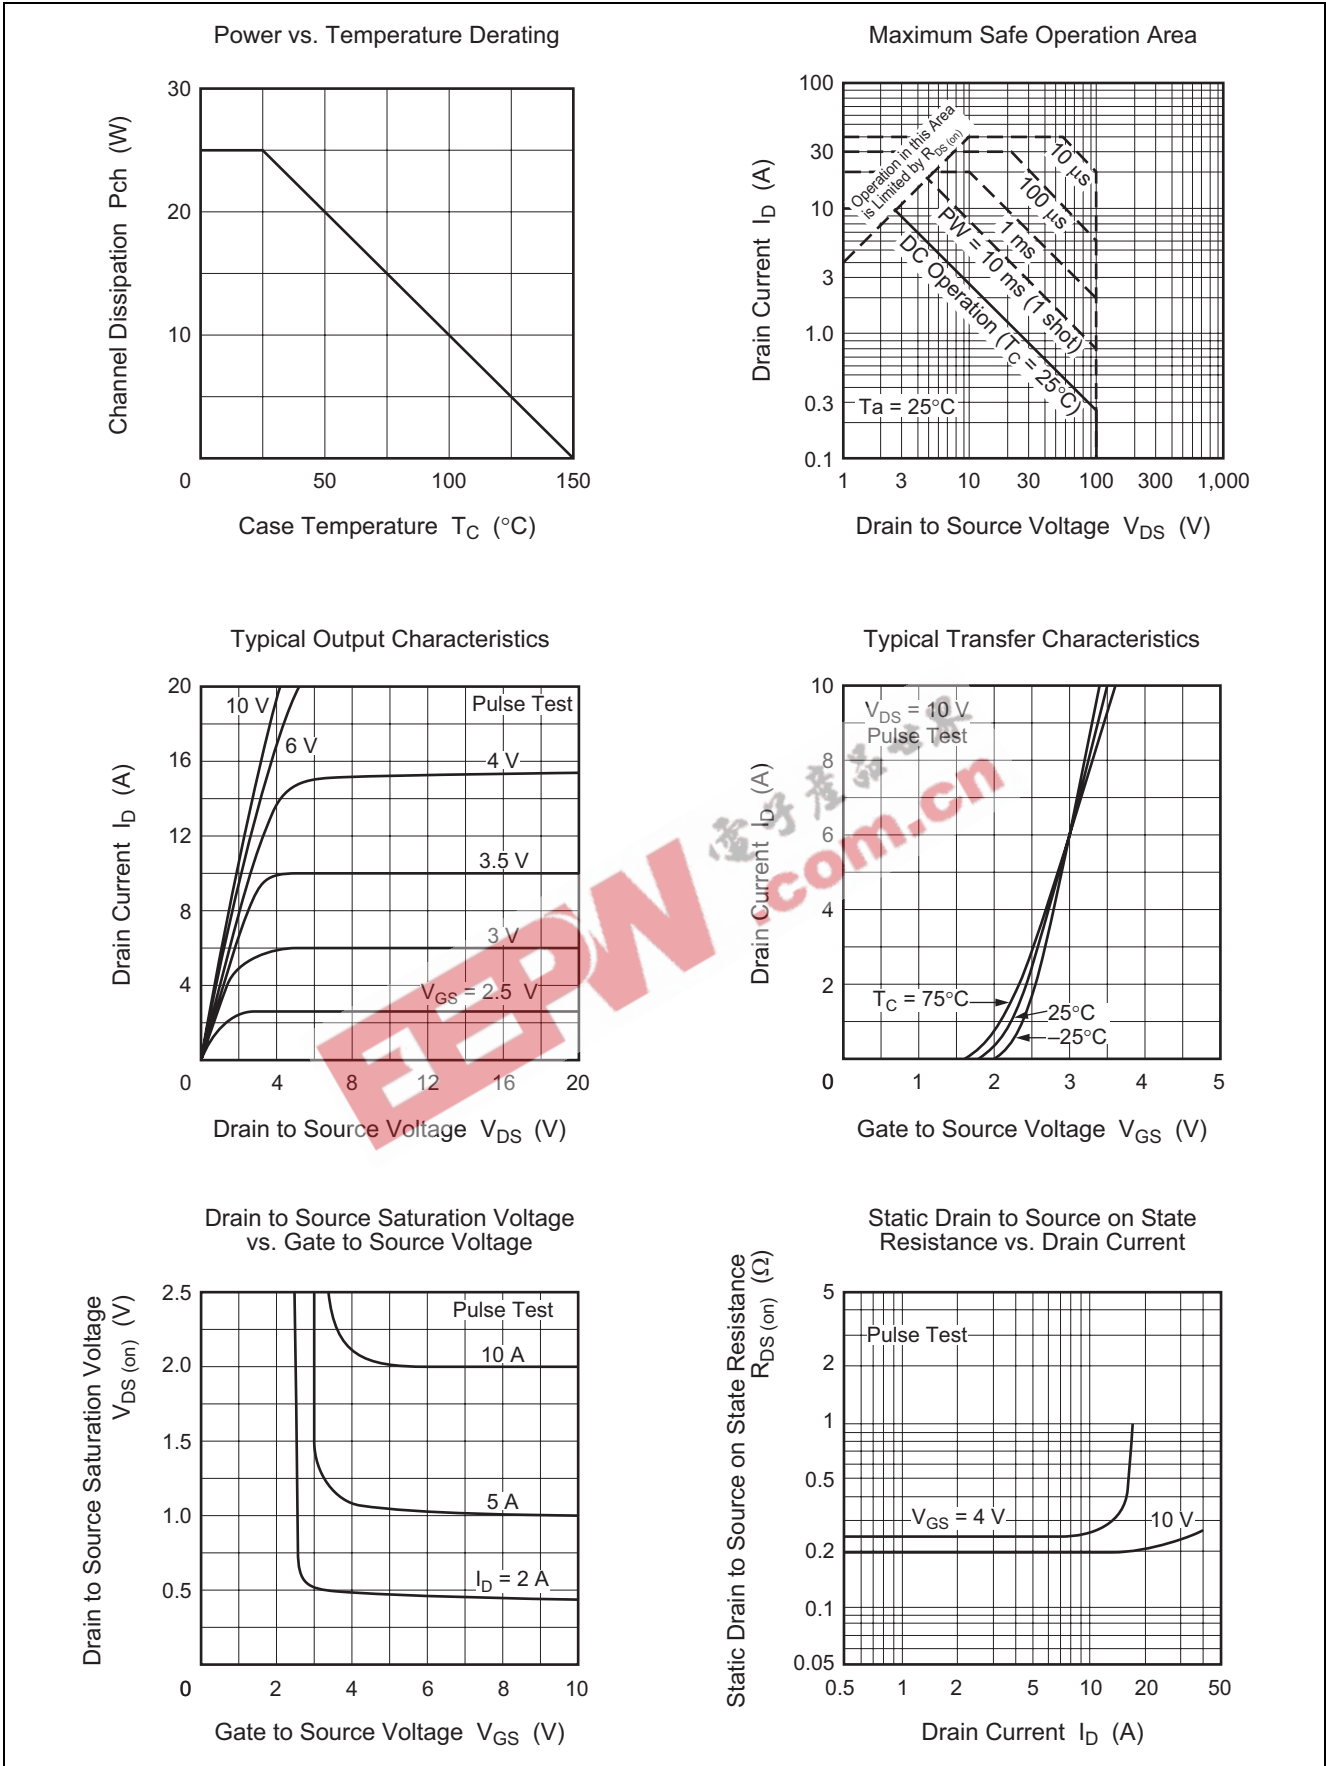 Power vs. Temperature Derating
Channel Dissipation Pch (W)
30
20
10
0
50
100
150
Case Temperature TC (°C)
Maximum Safe Operation Area
Drain Current ID (A)
100
30
10
3
1.0
0.3
0.1
Operation in this Area
is Limited by RDS (on)
10 μs
100 μs
1 ms
PW = 10 ms (1 shot)
DC Operation (TC = 25°C)
Ta = 25°C
1
3
10
30
100
300
1,000
Drain to Source Voltage VDS (V)
Typical Output Characteristics
Drain Current ID (A)
20
16
12
8
4
0
10 V
6 V
Pulse Test
4 V
3.5 V
3 V
VGS = 2.5 V
4
8
12
16
20
Drain to Source Voltage VDS (V)
Typical Transfer Characteristics
Drain Current ID (A)
10
8
6
4
2
0
VDS = 10 V
Pulse Test
TC = 75°C
25°C
–25°C
1
2
3
4
5
Gate to Source Voltage VGS (V)
EEPW
.com.cn
電子產品世界
Drain to Source Saturation Voltage
vs. Gate to Source Voltage
Drain to Source Saturation Voltage
VDS (on) (V)
2.5
2.0
1.5
1.0
0.5
0
Pulse Test
10 A
5 A
ID = 2 A
2
4
6
8
10
Gate to Source Voltage VGS (V)
Static Drain to Source on State
Resistance vs. Drain Current
Static Drain to Source on State Resistance
RDS (on) (Ω)
5
2
1
0.5
0.2
0.1
0.05
Pulse Test
VGS = 4 V
10 V
0.5
1
2
5
10
20
50
Drain Current ID (A)